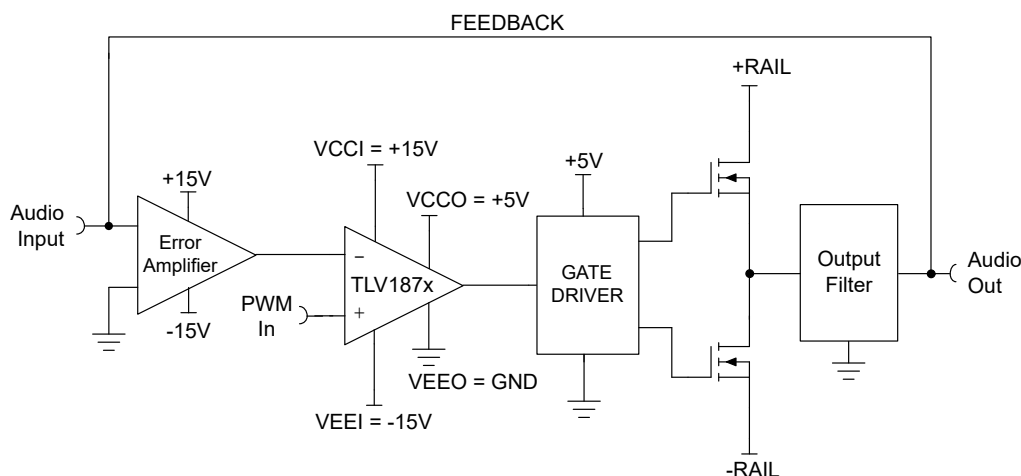 FEEDBACK
+RAIL
VCCI = +15V
+15V
VCCO = +5V
+5V
Audio
Input
Error
Amplifier
−
TLV187x
+
PWM
In
GATE
DRIVER
Output
Filter
Audio
Out
-15V
VEEO = GND
VEEI = -15V
-RAIL